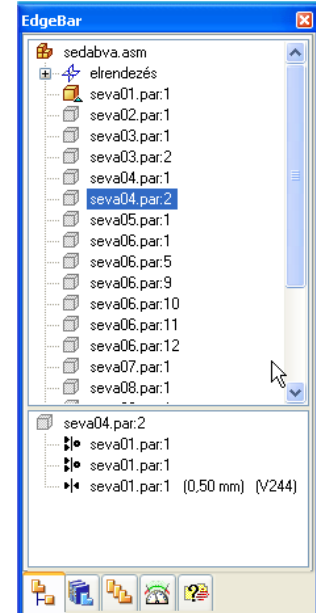 EdgeBar
sedabva.asm
elrendezés
seva01.par:1
seva02.par:1
seva03.par:1
seva03.par:2
seva04.par:1
seva04.par:2
seva05.par:1
seva06.par:1
seva06.par:5
seva06.par:9
seva06.par:10
seva06.par:11
seva06.par:12
seva07.par:1
seva08.par:1
seva04.par:2
seva01.par:1
seva01.par:1
seva01.par:1 (0,50 mm) (V244)